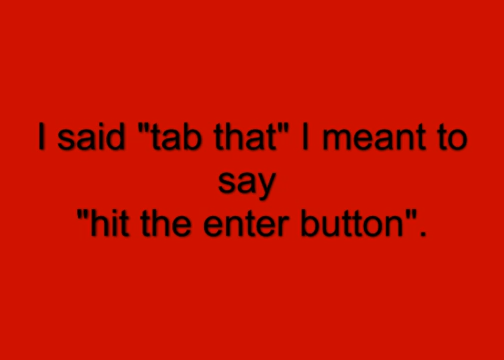 I said "tab that" I meant to
say
"hit the enter button".